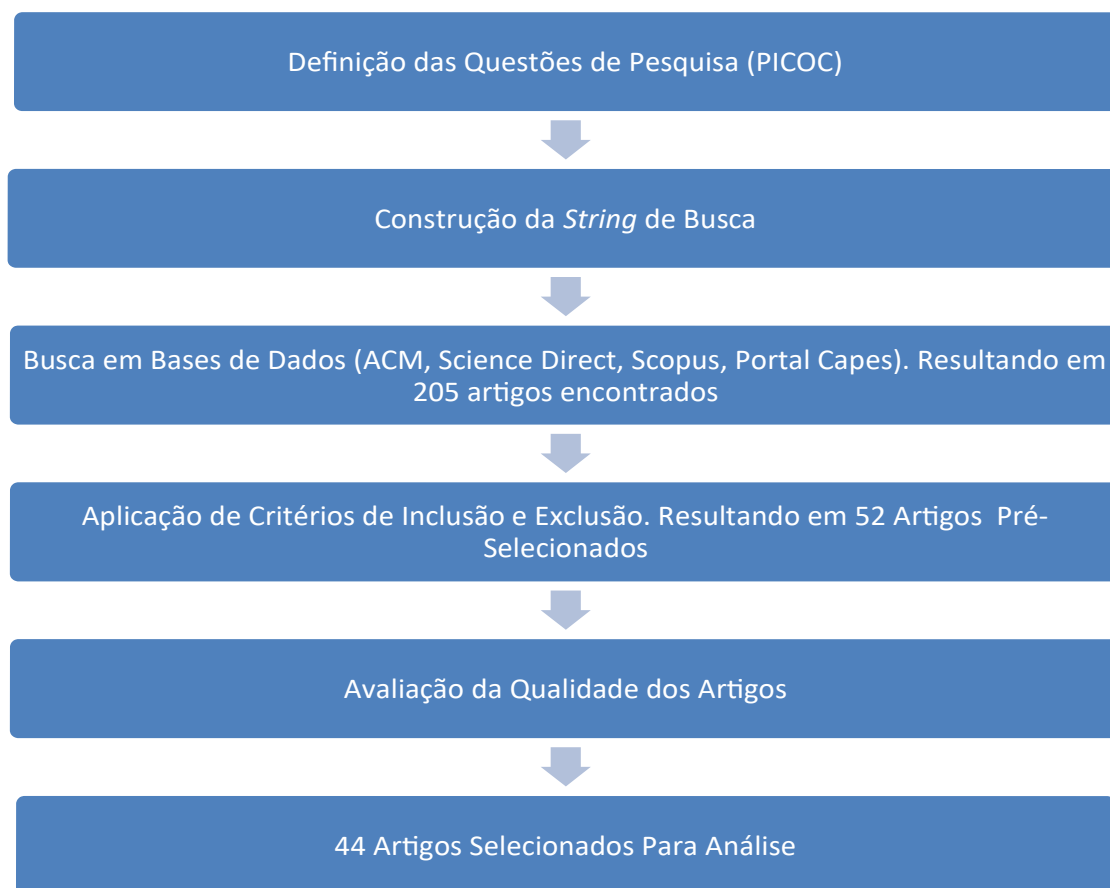 Definição das Questões de Pesquisa (PICOC)
Construção da String de Busca
Busca em Bases de Dados (ACM, Science Direct, Scopus, Portal Capes). Resultando em
205 artigos encontrados
Aplicação de Critérios de Inclusão e Exclusão. Resultando em 52 Artigos  Pré-
Selecionados
Avaliação da Qualidade dos Artigos
44 Artigos Selecionados Para Análise